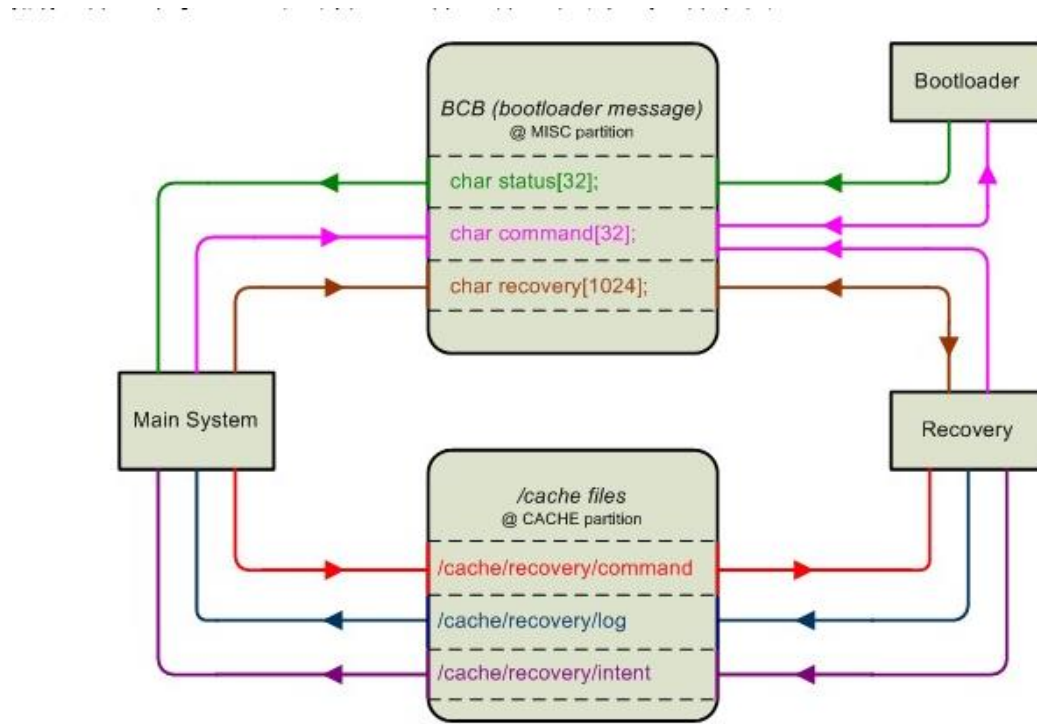 BCB (bootloader message)
@ MISC partition
char status[32];
char command[32];
char recovery[1024];
Bootloader
Main System
Recovery
/cache files
@ CACHE partition
/cache/recovery/command
/cache/recovery/log
/cache/recovery/intent